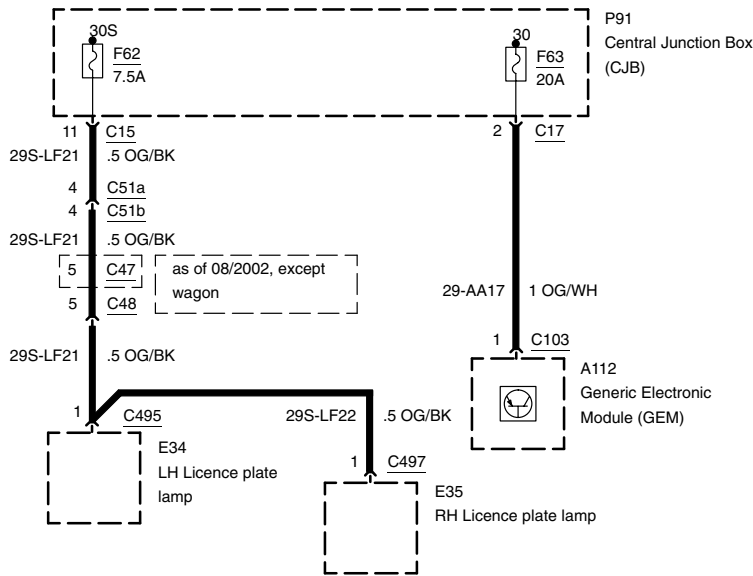 P91
Central Junction Box
(CJB)
30S
F62
7.5A
30
F63
20A
11 C15
2 C17
29S-LF21 .5 OG/BK
4 C51a
4 C51b
29S-LF21 .5 OG/BK
5 C47
as of 08/2002, except
wagon
5 C48
29-AA17 1 OG/WH
1 C103
29S-LF21 .5 OG/BK
A112
Generic Electronic
Module (GEM)
1 C495
29S-LF22 .5 OG/BK
E34
LH Licence plate
lamp
1 C497
E35
RH Licence plate lamp